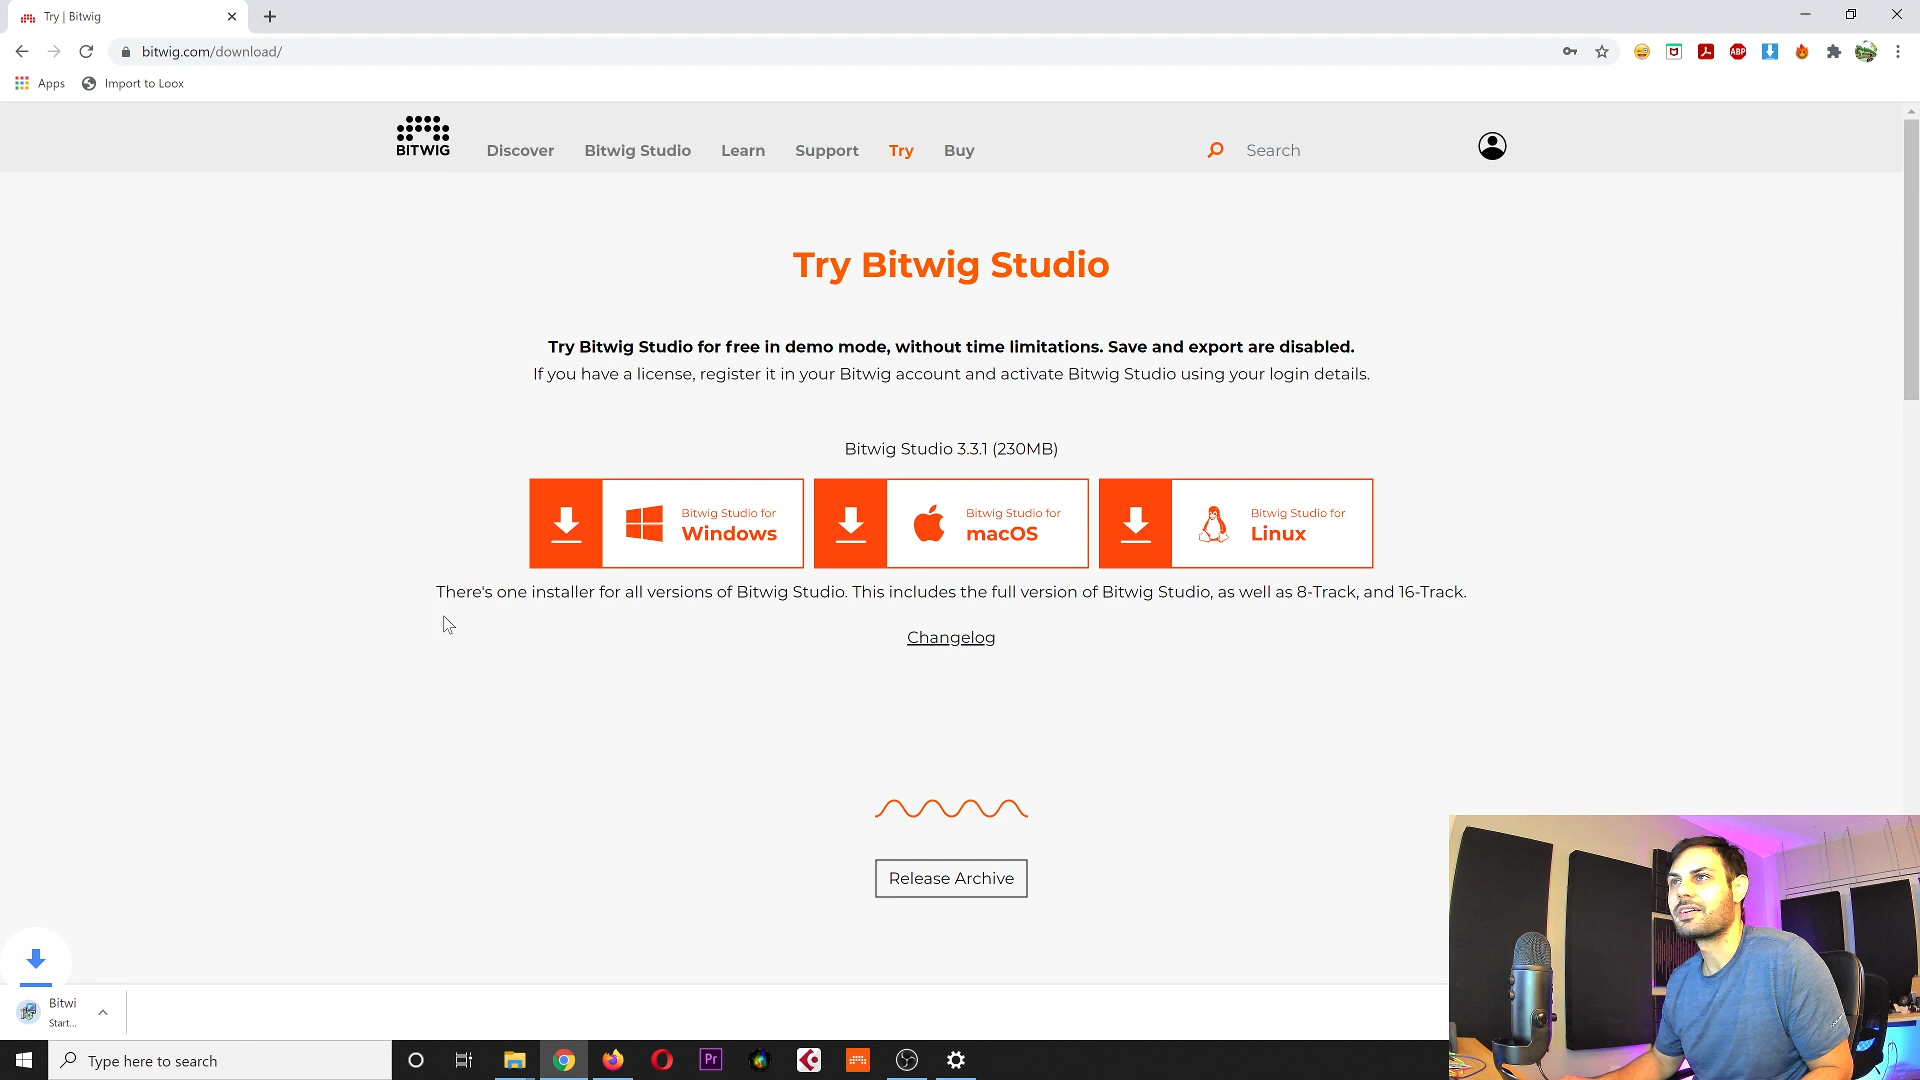 Try | Bitwig
bitwig.com/download/
ABP
Apps
Import to Loox
BITWIG
Discover
Bitwig Studio
Learn
Support
Try
Buy
Search
Try Bitwig Studio
Try Bitwig Studio for free in demo mode, without time limitations. Save and export are disabled.
If you have a license, register it in your Bitwig account and activate Bitwig Studio using your login details.
Bitwig Studio 3.3.1 (230MB)
Bitwig Studio for
Windows
Bitwig Studio for
macOS
Bitwig Studio for
Linux
There's one installer for all versions of Bitwig Studio. This includes the full version of Bitwig Studio, as well as 8-Track, and 16-Track.
Changelog
Release Archive
Bitwi
Start...
Type here to search
Pr